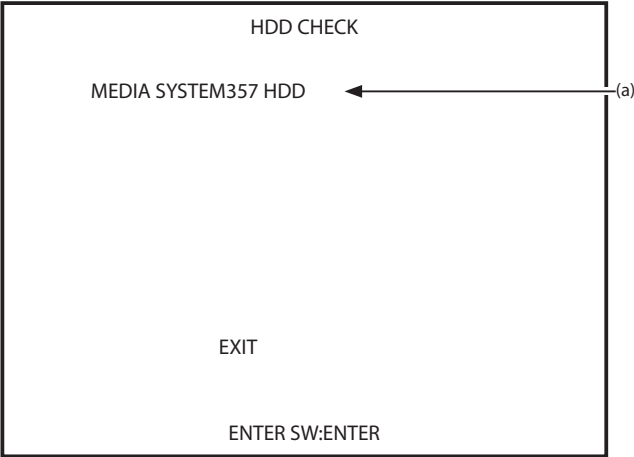 HDD CHECK
MEDIA SYSTEM357 HDD
(a)
EXIT
ENTER SW:ENTER